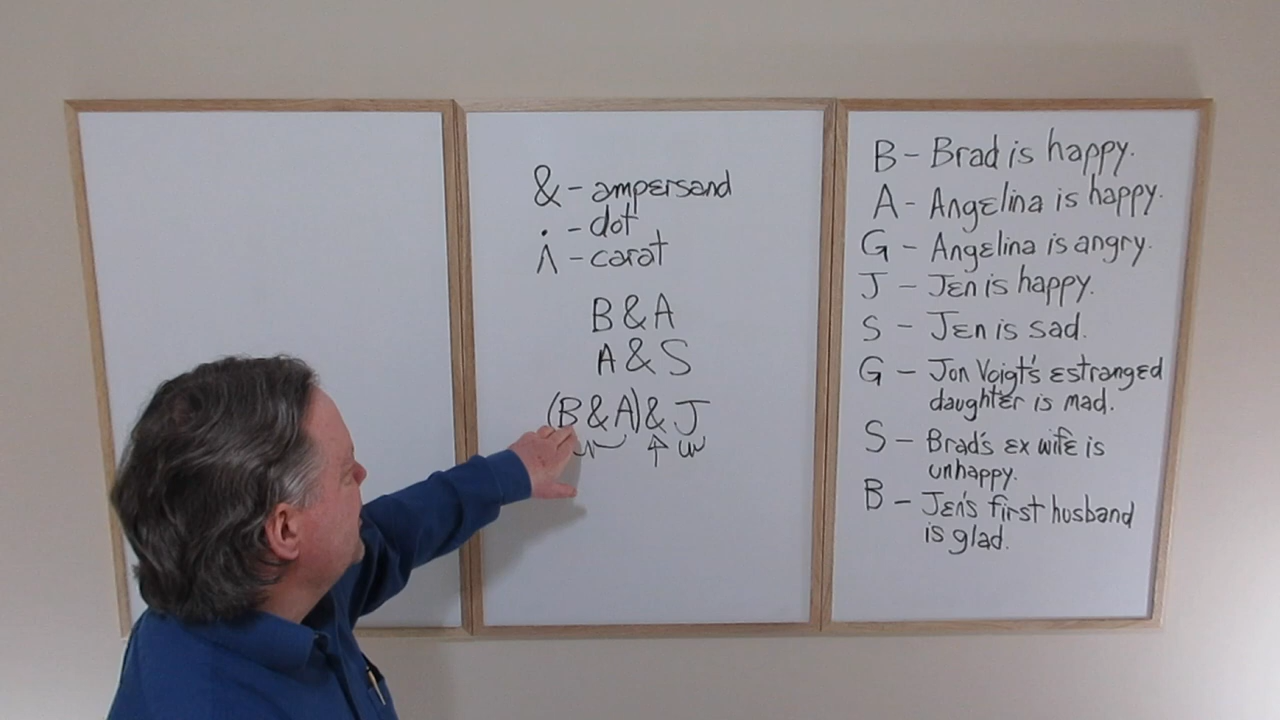 & - ampersand
. - dot
∧ - carat
B & A
A & S
(B & A) & J
B - Brad is happy.
A - Angelina is happy.
G - Angelina is angry.
J - Jen is happy.
S - Jen is sad.
G - Jon Voigt's estranged
daughter is mad.
S - Brad's ex wife is
unhappy.
B - Jen's first husband
is glad.